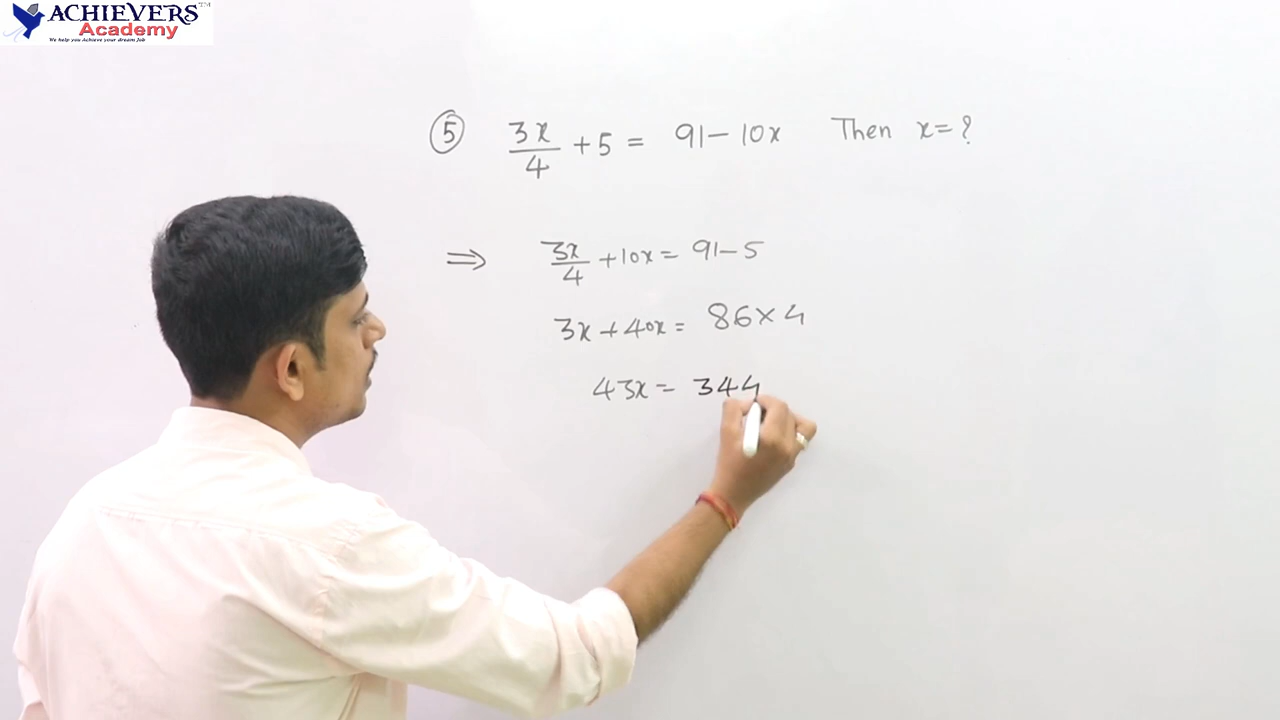 ACHIEVERS™
Academy
We help you Achieve your dream Job
⑤ 3x/4 + 5 = 91 − 10x Then x = ?
⇒ 3x/4 + 10x = 91 − 5
3x + 40x = 86 × 4
43x = 344